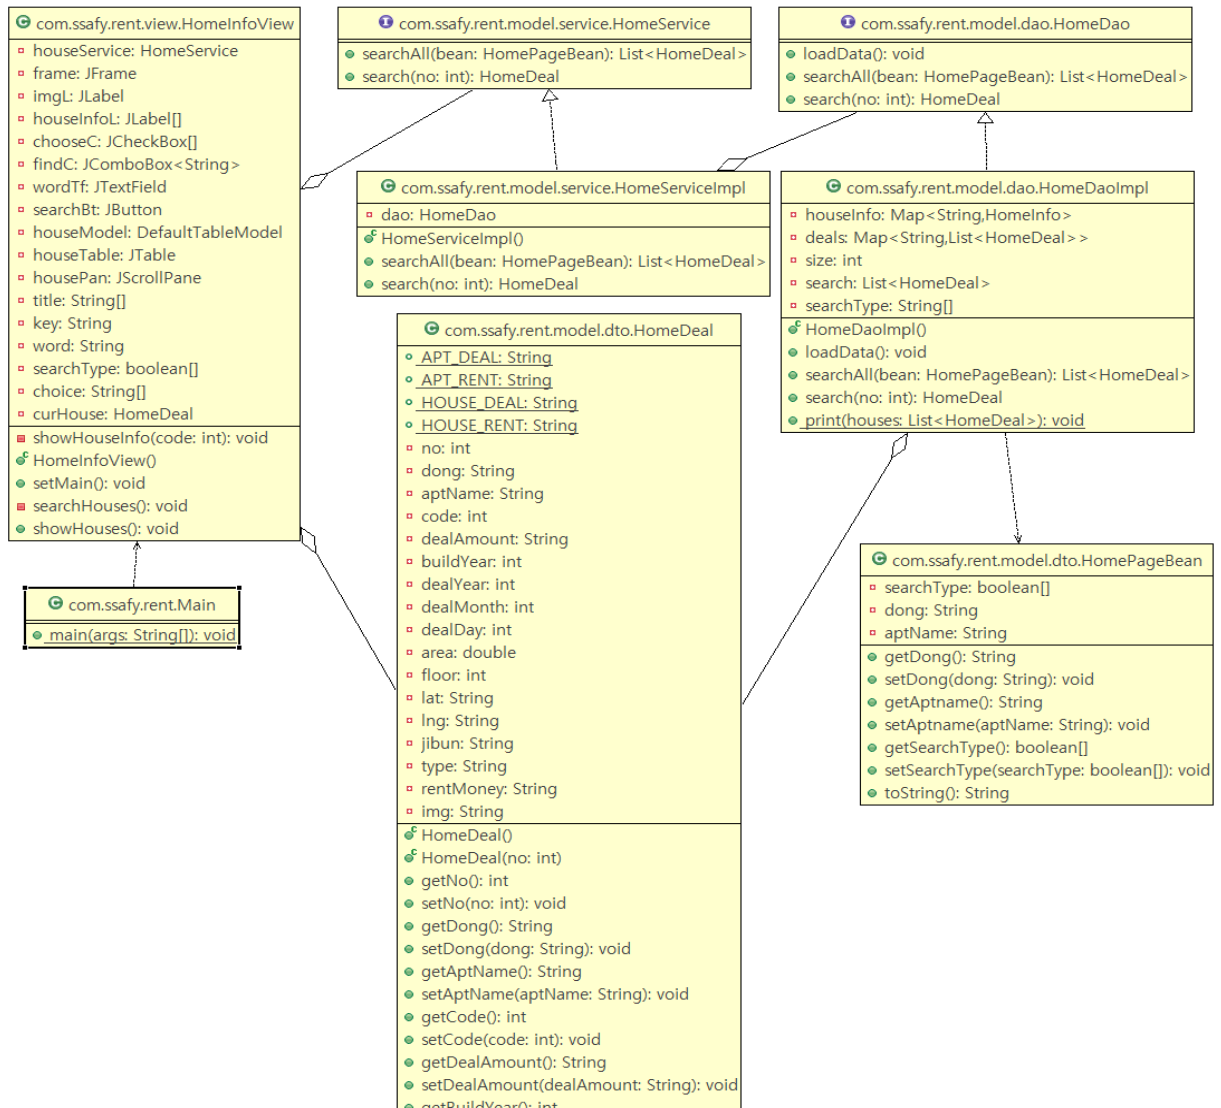 com.ssafy.rent.view.HomeInfoView
houseService: HomeService
frame: JFrame
imgL: JLabel
houseInfoL: JLabel[]
chooseC: JCheckBox[]
findC: JComboBox<String>
wordTf: JTextField
searchBt: JButton
houseModel: DefaultTableModel
houseTable: JTable
housePan: JScrollPane
title: String[]
key: String
word: String
searchType: boolean[]
choice: String[]
curHouse: HomeDeal
showHouseInfo(code: int): void
HomeInfoView()
setMain(): void
searchHouses(): void
showHouses(): void
com.ssafy.rent.Main
main(args: String[]): void
com.ssafy.rent.model.service.HomeService
searchAll(bean: HomePageBean): List<HomeDeal>
search(no: int): HomeDeal
com.ssafy.rent.model.dao.HomeDao
loadData(): void
searchAll(bean: HomePageBean): List<HomeDeal>
search(no: int): HomeDeal
com.ssafy.rent.model.service.HomeServiceImpl
dao: HomeDao
HomeServiceImpl()
searchAll(bean: HomePageBean): List<HomeDeal>
search(no: int): HomeDeal
com.ssafy.rent.model.dao.HomeDaoImpl
houseInfo: Map<String,HomeInfo>
deals: Map<String,List<HomeDeal>>
size: int
search: List<HomeDeal>
searchType: String[]
HomeDaoImpl()
loadData(): void
searchAll(bean: HomePageBean): List<HomeDeal>
search(no: int): HomeDeal
print(houses: List<HomeDeal>): void
com.ssafy.rent.model.dto.HomeDeal
APT_DEAL: String
APT_RENT: String
HOUSE_DEAL: String
HOUSE_RENT: String
no: int
dong: String
aptName: String
code: int
dealAmount: String
buildYear: int
dealYear: int
dealMonth: int
dealDay: int
area: double
floor: int
lat: String
lng: String
jibun: String
type: String
rentMoney: String
img: String
HomeDeal()
HomeDeal(no: int)
getNo(): int
setNo(no: int): void
getDong(): String
setDong(dong: String): void
getAptName(): String
setAptName(aptName: String): void
getCode(): int
setCode(code: int): void
getDealAmount(): String
setDealAmount(dealAmount: String): void
getBuildYear(): int
com.ssafy.rent.model.dto.HomePageBean
searchType: boolean[]
dong: String
aptName: String
getDong(): String
setDong(dong: String): void
getAptname(): String
setAptname(aptName: String): void
getSearchType(): boolean[]
setSearchType(searchType: boolean[]): void
toString(): String